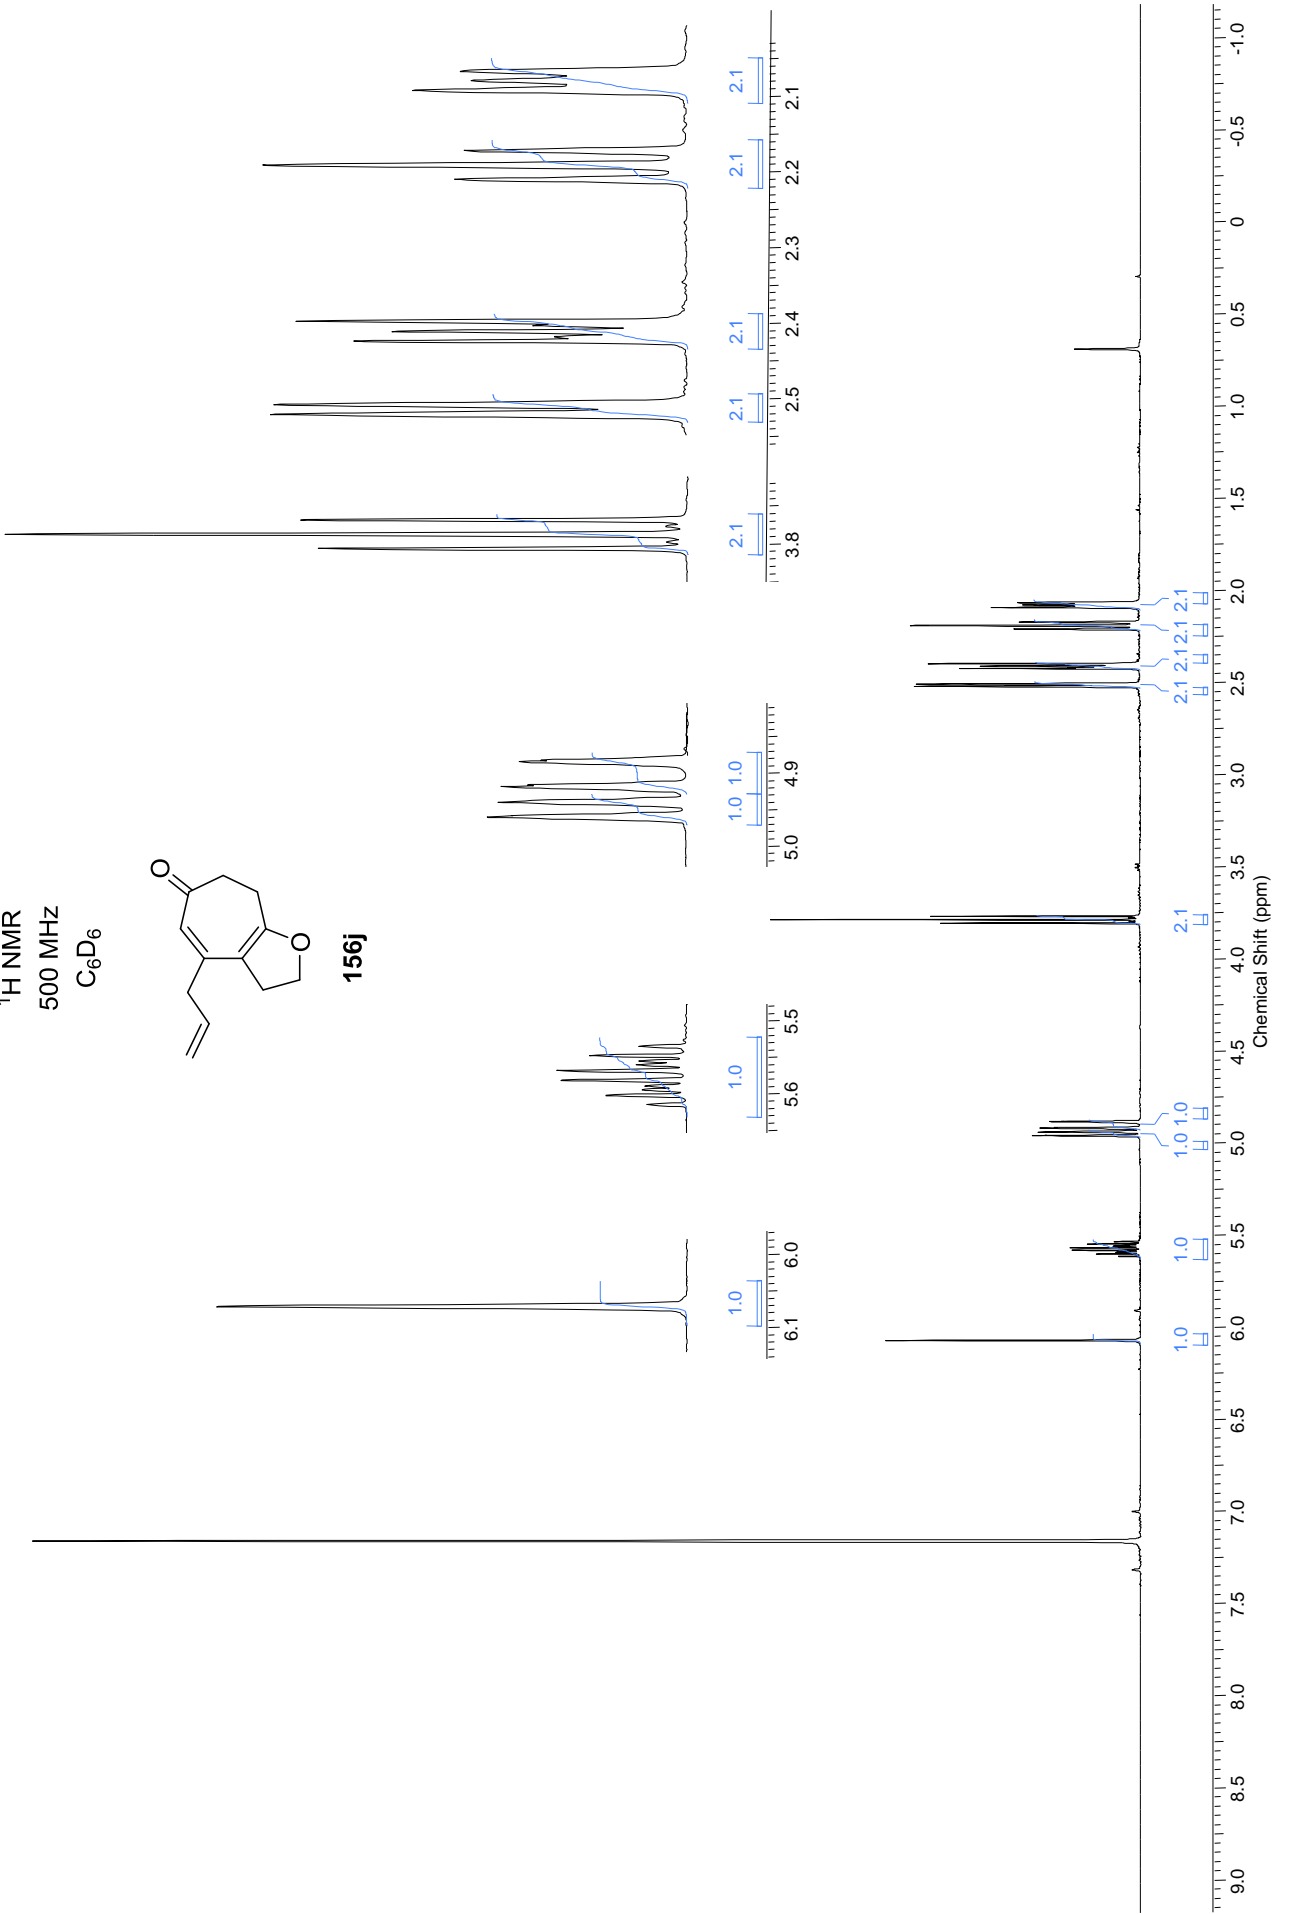 ¹H NMR
500 MHz
C₆D₆
O
O
156j
6.1 6.0
1.0
5.6 5.5
1.0
5.0 4.9
1.0 1.0
3.8
2.1
2.5 2.4 2.3 2.2 2.1
2.1 2.1 2.1 2.1
1.0 1.0 1.0 1.0 2.1 2.1 2.1 2.1 2.1
9.0 8.5 8.0 7.5 7.0 6.5 6.0 5.5 5.0 4.5 4.0 3.5 3.0 2.5 2.0 1.5 1.0 0.5 0 -0.5 -1.0
Chemical Shift (ppm)